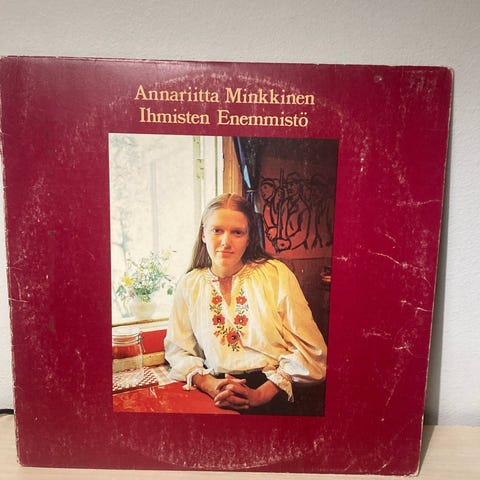 Annariitta Minkkinen
Ihmisten Enemmistö